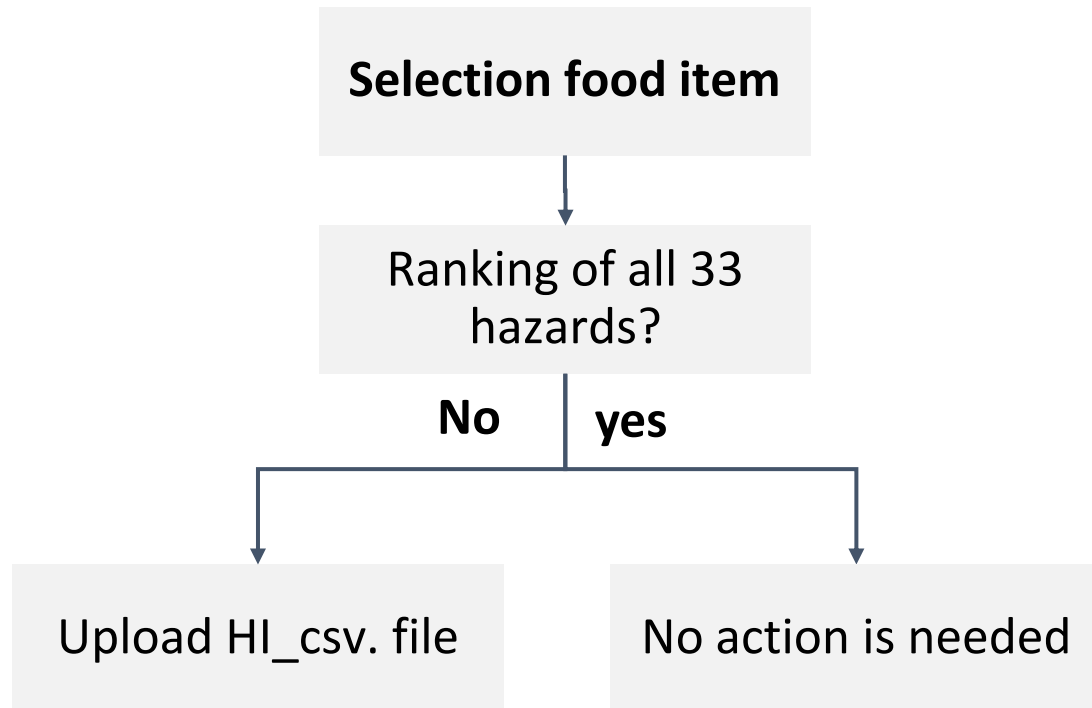 Selection food item
Ranking of all 33
hazards?
No
yes
Upload HI_csv. file
No action is needed